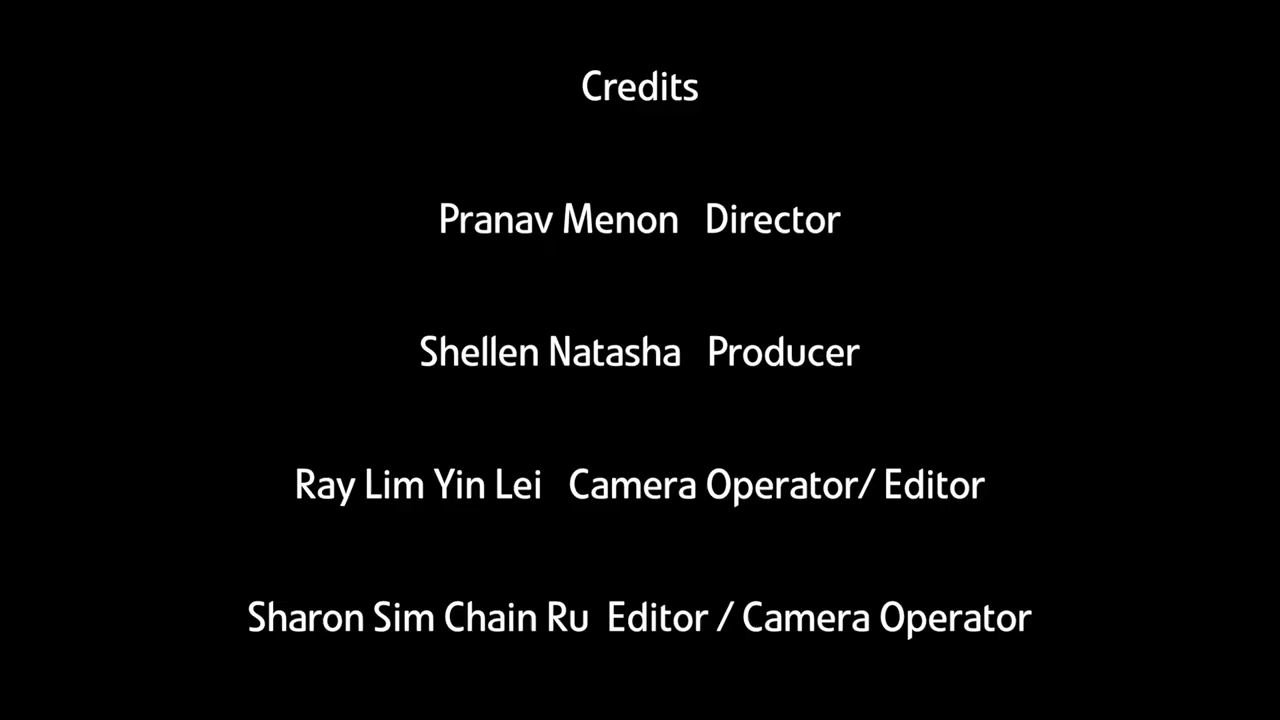 Credits
Pranav Menon Director
Shellen Natasha Producer
Ray Lim Yin Lei Camera Operator/ Editor
Sharon Sim Chain Ru Editor / Camera Operator